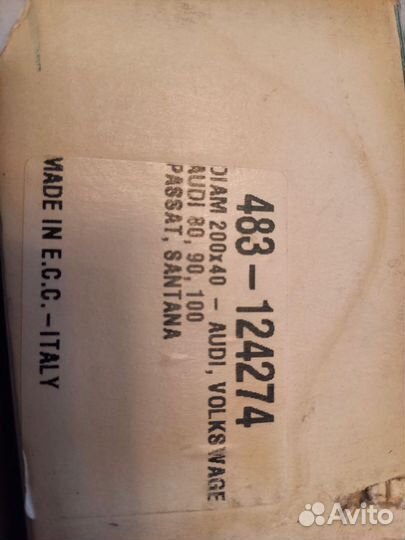 483-124274
DIAM 200x40 - AUDI, VOLKSWAGE
AUDI 80, 90, 100
PASSAT, SANTANA
MADE IN E.C.C. - ITALY
Avito